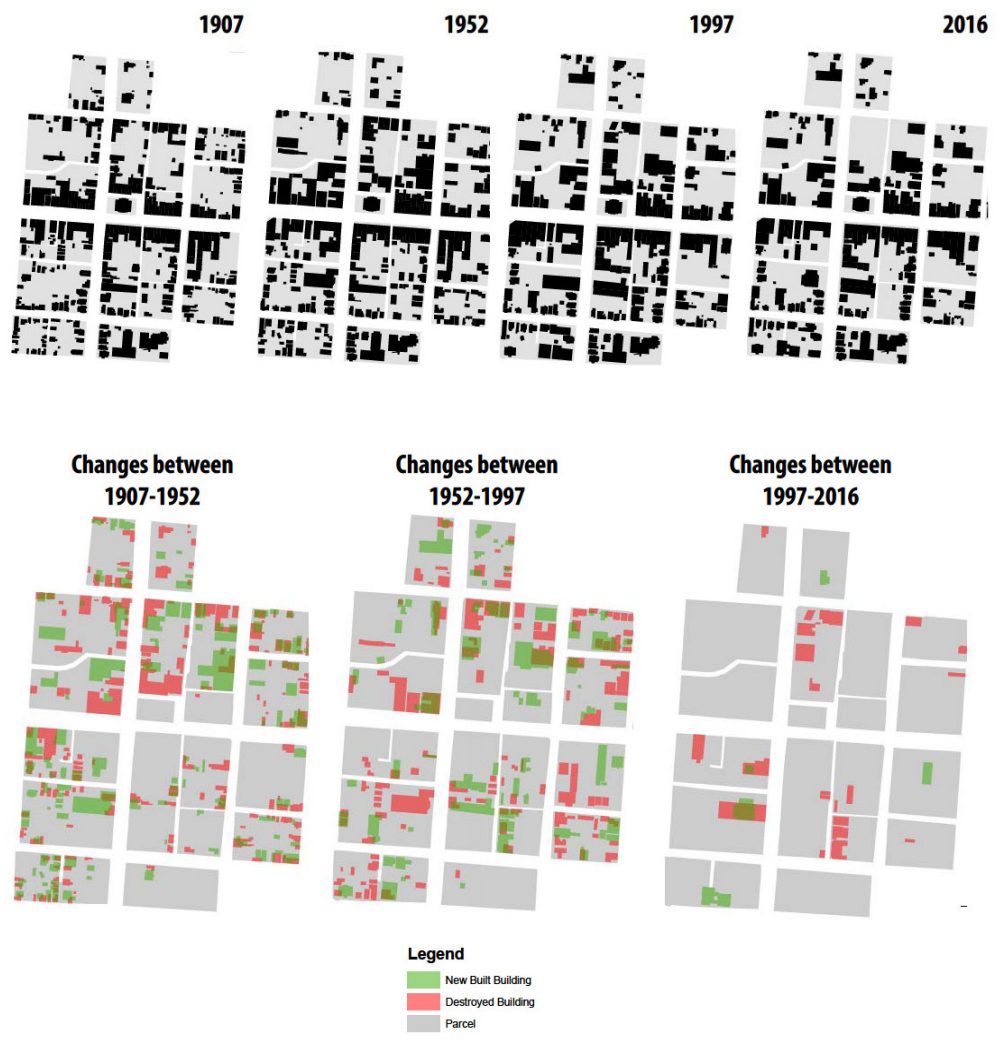 1907
1952
1997
2016
Changes between
1907-1952
Changes between
1952-1997
Changes between
1997-2016
Legend
New Built Building
Destroyed Building
Parcel